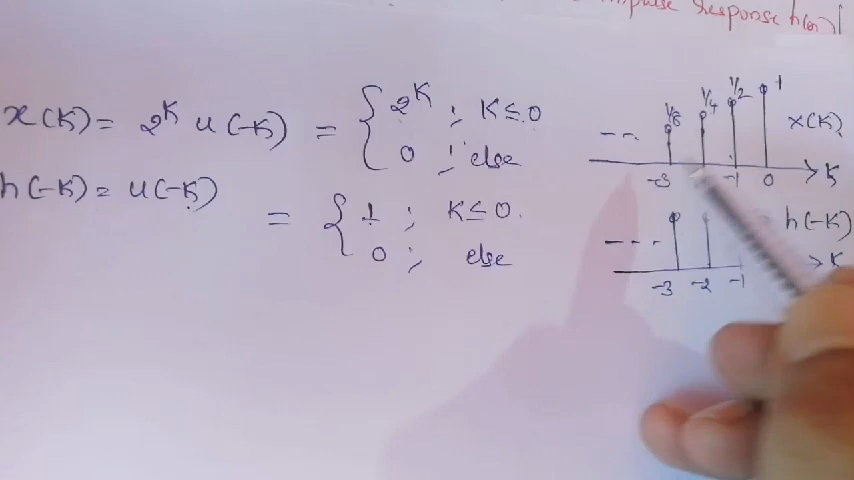 impulse Response h(n)
x(k) = 2^k u(-k) = { 2^k ; k≤0
0 ; else
h(-k) = u(-k)
= { 1 ; k≤0.
0 ; else
1/8 1/4 1/2 1
-- x(k)
-3 -1 0 k
h(-k)
--- k
-3 -2 -1